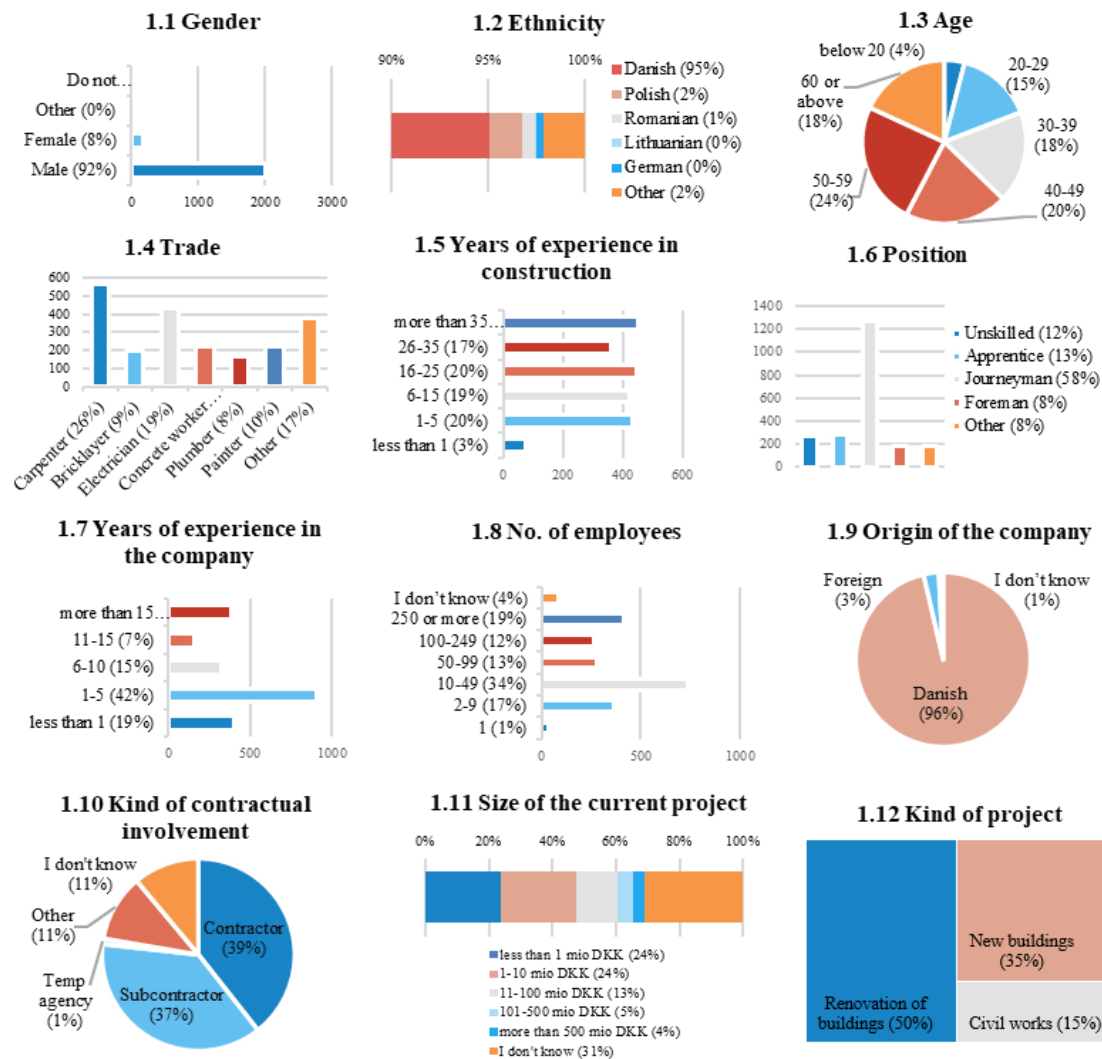 1.1 Gender
Do not...
Other (0%)
Female (8%)
Male (92%)
0 1000 2000 3000
1.2 Ethnicity
90% 95% 100%
Danish (95%)
Polish (2%)
Romanian (1%)
Lithuanian (0%)
German (0%)
Other (2%)
1.3 Age
below 20 (4%)
20-29
(15%)
30-39
(18%)
40-49
(20%)
50-59
(24%)
60 or
above
(18%)
1.4 Trade
600
500
400
300
200
100
0
Carpenter (26%)
Bricklayer (9%)
Electrician (19%)
Concrete worker...
Plumber (8%)
Painter (10%)
Other (17%)
1.5 Years of experience in
construction
more than 35...
26-35 (17%)
16-25 (20%)
6-15 (19%)
1-5 (20%)
less than 1 (3%)
0 200 400 600
1.6 Position
1400
1200
1000
800
600
400
200
0
Unskilled (12%)
Apprentice (13%)
Journeyman (58%)
Foreman (8%)
Other (8%)
1.7 Years of experience in
the company
more than 15...
11-15 (7%)
6-10 (15%)
1-5 (42%)
less than 1 (19%)
0 500 1000
1.8 No. of employees
I don't know (4%)
250 or more (19%)
100-249 (12%)
50-99 (13%)
10-49 (34%)
2-9 (17%)
1 (1%)
0 500 1000
1.9 Origin of the company
Foreign
(3%)
I don't know
(1%)
Danish
(96%)
1.10 Kind of contractual
involvement
I don't know
(11%)
Other
(11%)
Temp
agency
(1%)
Contractor
(39%)
Subcontractor
(37%)
1.11 Size of the current project
0% 20% 40% 60% 80% 100%
less than 1 mio DKK (24%)
1-10 mio DKK (24%)
11-100 mio DKK (13%)
101-500 mio DKK (5%)
more than 500 mio DKK (4%)
I don't know (31%)
1.12 Kind of project
Renovation of
buildings (50%)
New buildings
(35%)
Civil works (15%)